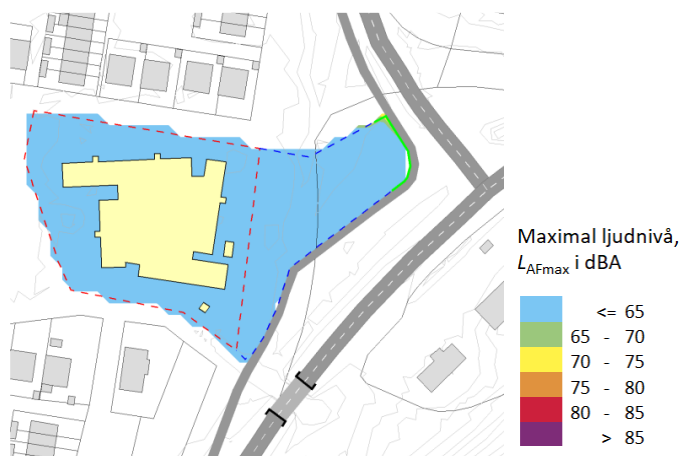 Maximal ljudnivå,
LAFmax i dBA
<= 65
65 - 70
70 - 75
75 - 80
80 - 85
> 85